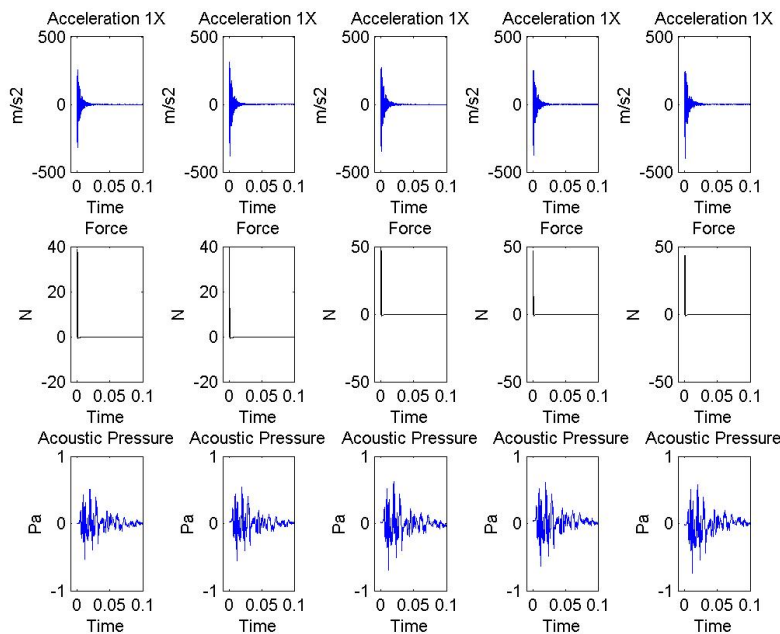 Acceleration 1X Acceleration 1X Acceleration 1X Acceleration 1X Acceleration 1X
500 500 500 500 500
m/s2 m/s2 m/s2 m/s2 m/s2
0 0 0 0 0
-500 -500 -500 -500 -500
0 0.05 0.1 0 0.05 0.1 0 0.05 0.1 0 0.05 0.1 0 0.05 0.1
Time Time Time Time Time
Force Force Force Force Force
40 40 50 50 50
20 20
N N N N N
0 0 0 0 0
-20 -20 -50 -50 -50
0 0.05 0.1 0 0.05 0.1 0 0.05 0.1 0 0.05 0.1 0 0.05 0.1
Time Time Time Time Time
Acoustic Pressure Acoustic Pressure Acoustic Pressure Acoustic Pressure Acoustic Pressure
1 1 1 1 1
Pa Pa Pa Pa Pa
0 0 0 0 0
-1 -1 -1 -1 -1
0 0.05 0.1 0 0.05 0.1 0 0.05 0.1 0 0.05 0.1 0 0.05 0.1
Time Time Time Time Time